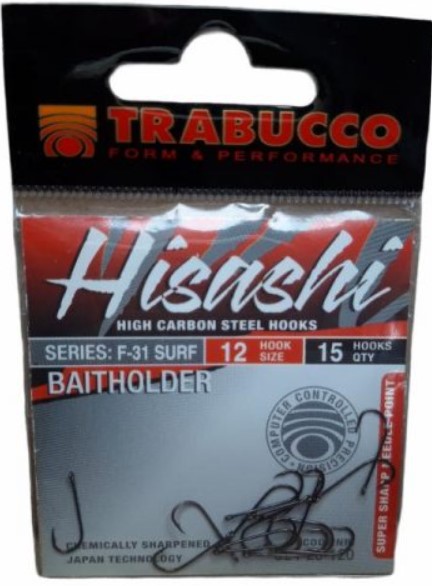 TRABUCCO
FORM & PERFORMANCE
Hisashi
HIGH CARBON STEEL HOOKS
SERIES: F-31 SURF 12 HOOK SIZE 15 HOOKS QTY
BAITHOLDER
COMPUTER CONTROLLED PRECISION
SUPER SHARP NEEDLE POINT
CHEMICALLY SHARPENED
JAPAN TECHNOLOGY